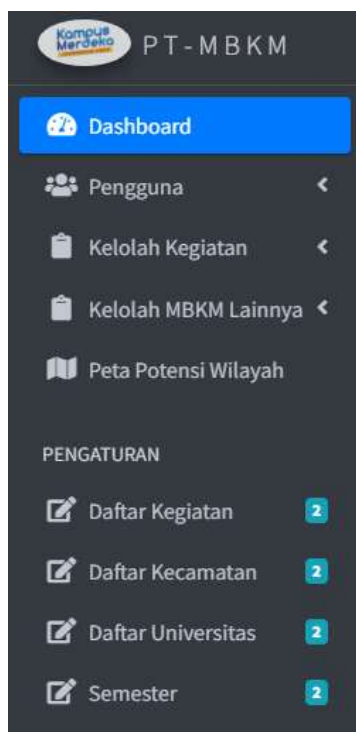 Kampus
Merdeka
PT-MBKM
Dashboard
Pengguna
Kelolah Kegiatan
Kelolah MBKM Lainnya
Peta Potensi Wilayah
PENGATURAN
Daftar Kegiatan 2
Daftar Kecamatan 2
Daftar Universitas 2
Semester 2